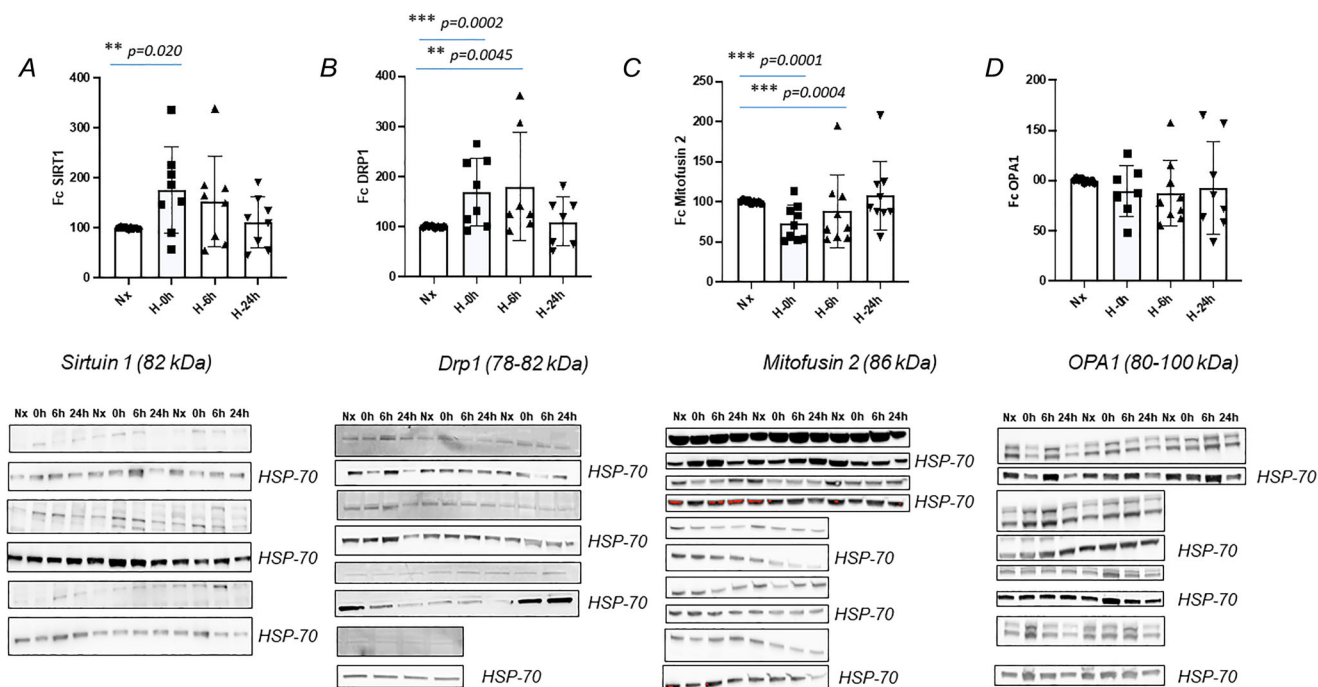 *** p=0.0002
** p=0.020
** p=0.0045
*** p=0.0001
*** p=0.0004
A
B
C
D
Fc SIRT1
400
300
200
100
0
Nx
H-0h
H-6h
H-24h
Fc DRP1
400
300
200
100
0
Nx
H-0h
H-6h
H-24h
Fc Mitofusin 2
250
200
150
100
50
0
Nx
H-0h
H-6h
H-24h
Fc OPA1
200
150
100
50
0
Nx
H-0h
H-6h
H-24h
Sirtuin 1 (82 kDa)
Drp1 (78-82 kDa)
Mitofusin 2 (86 kDa)
OPA1 (80-100 kDa)
Nx 0h 6h 24h Nx 0h 6h 24h Nx 0h 6h 24h
HSP-70
HSP-70
HSP-70
Nx 0h 6h 24h Nx 0h 6h 24h Nx 0h 6h 24h
HSP-70
HSP-70
HSP-70
HSP-70
Nx 0h 6h 24h Nx 0h 6h 24h Nx 0h 6h 24h
HSP-70
HSP-70
HSP-70
HSP-70
HSP-70
Nx 0h 6h 24h Nx 0h 6h 24h Nx 0h 6h 24h
HSP-70
HSP-70
HSP-70
HSP-70